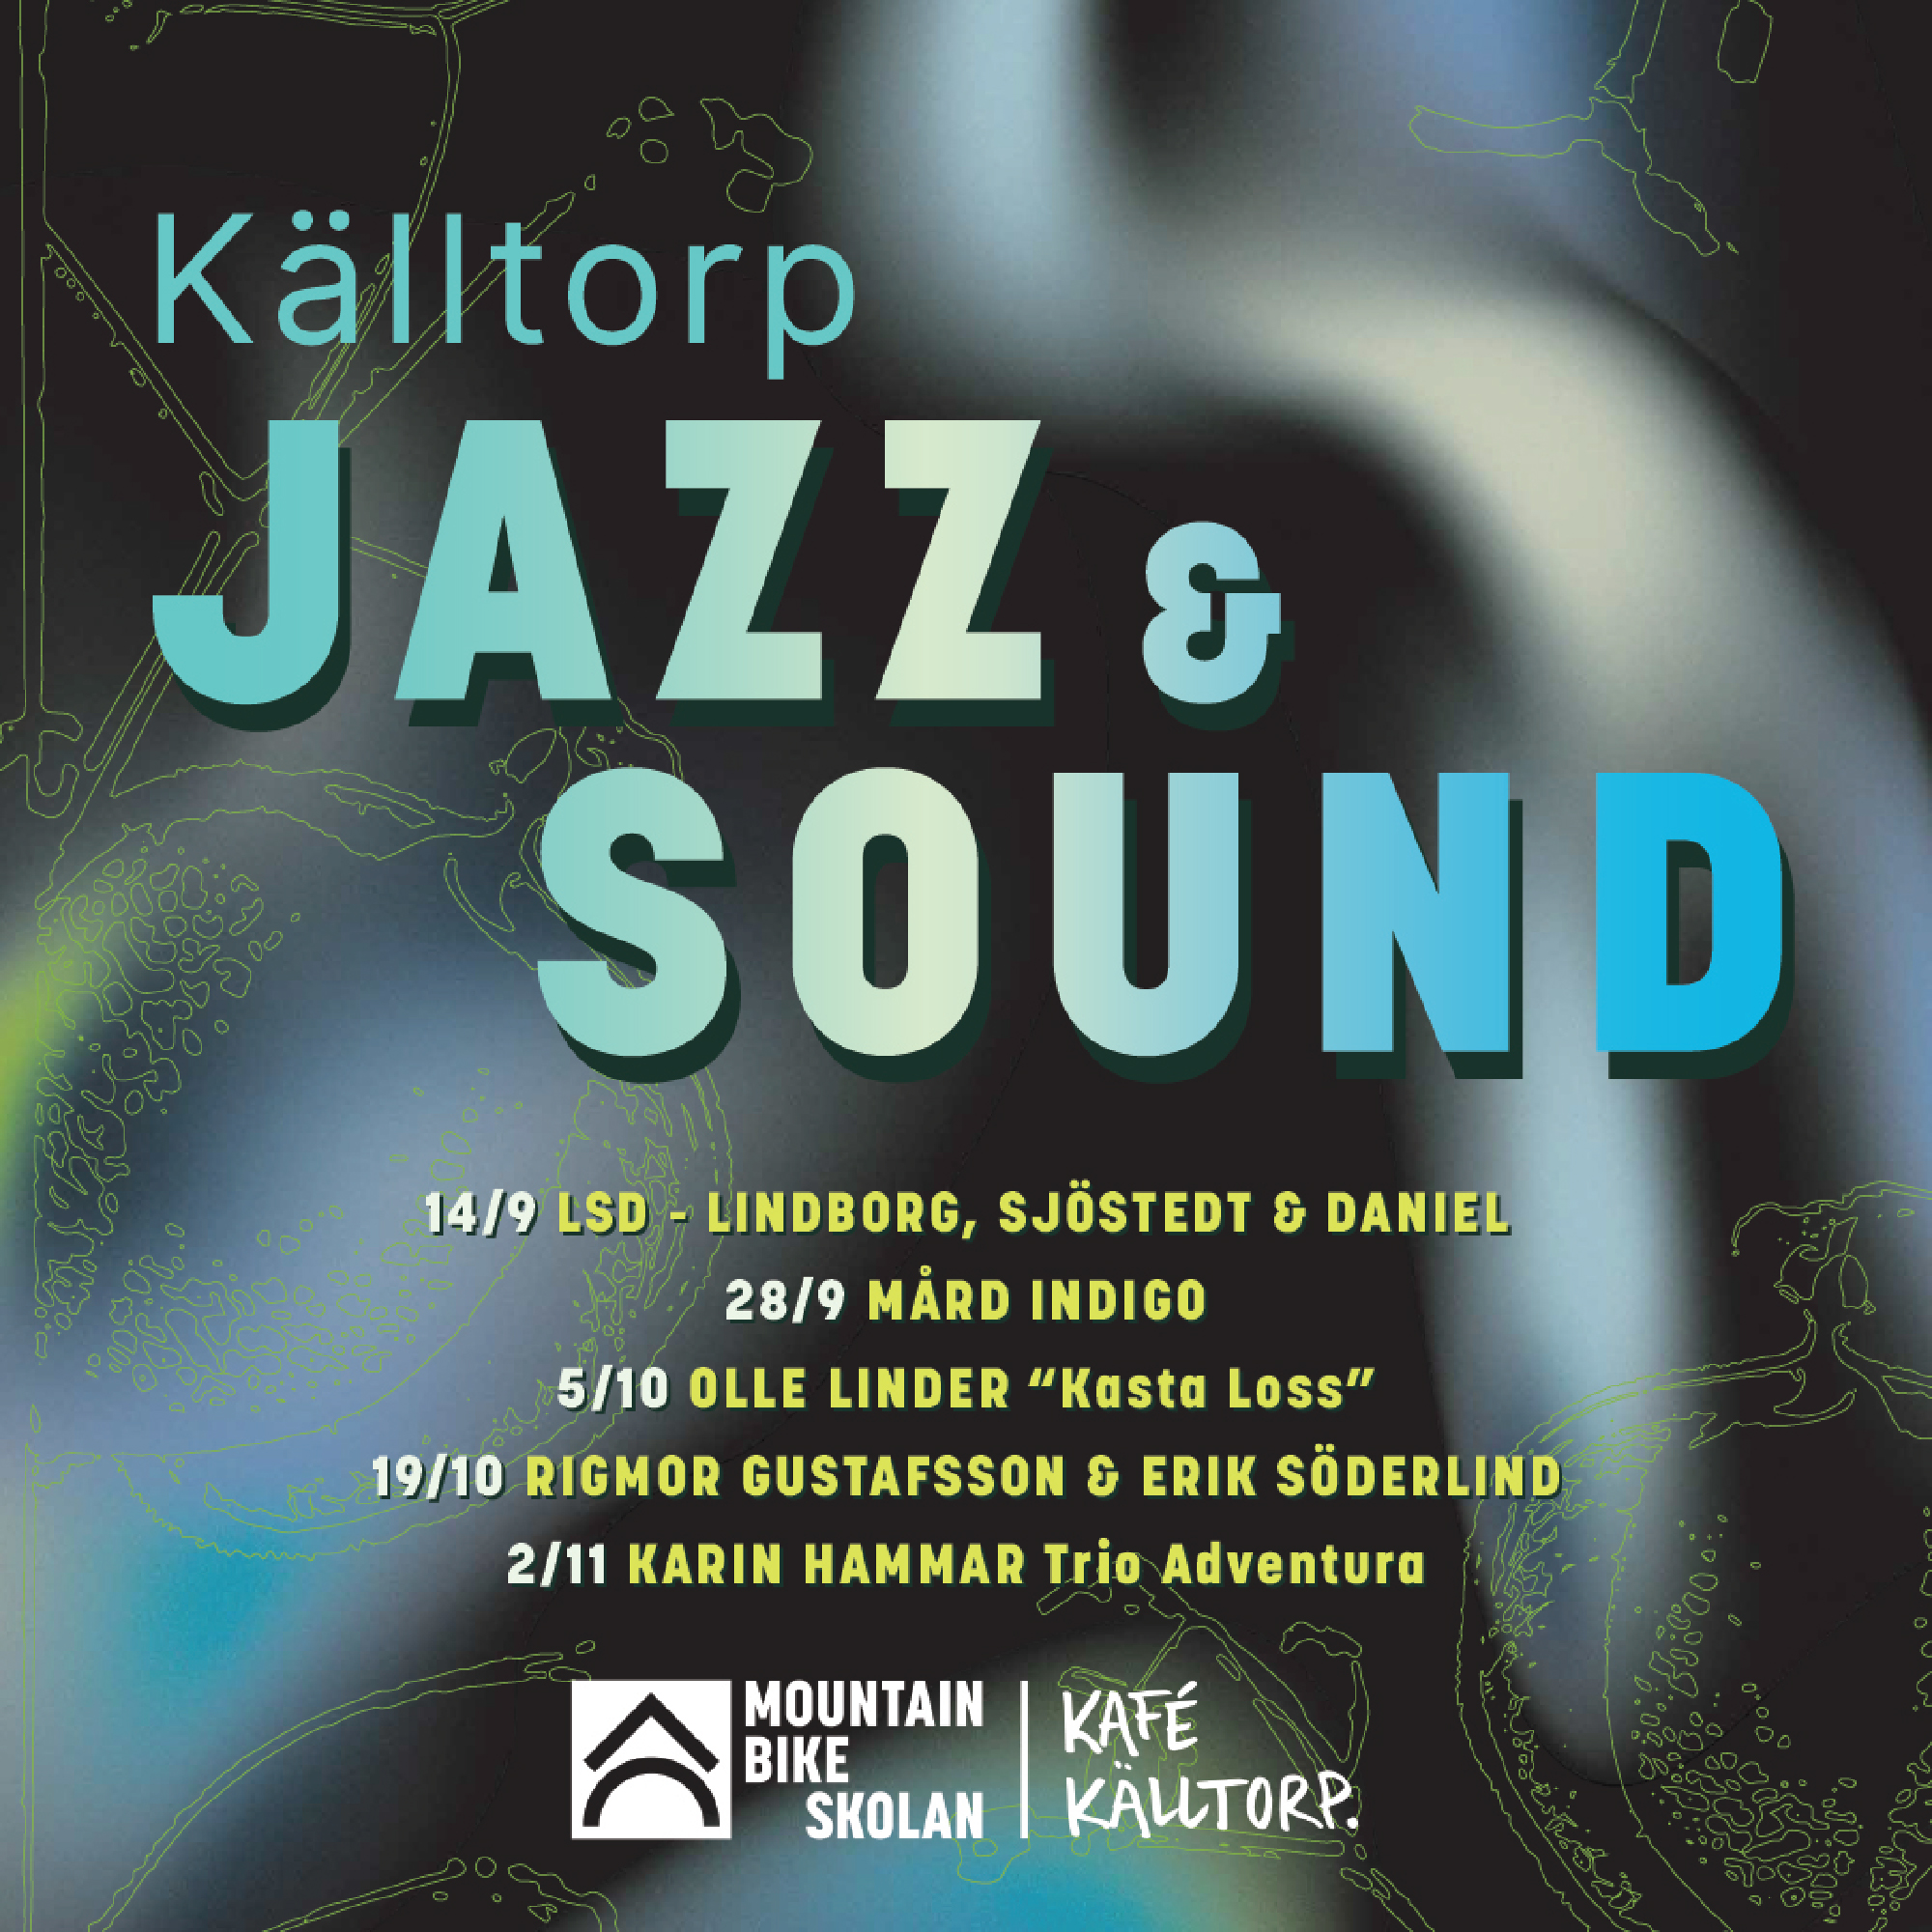 Källtorp
JAZZ &
SOUND
14/9 LSD - LINDBORG, SJÖSTEDT & DANIEL
28/9 MÅRD INDIGO
5/10 OLLE LINDER “Kasta Loss”
19/10 RIGMOR GUSTAFSSON & ERIK SÖDERLIND
2/11 KARIN HAMMAR Trio Adventura
MOUNTAIN
BIKE
SKOLAN
KAFÉ
KÄLLTORP.